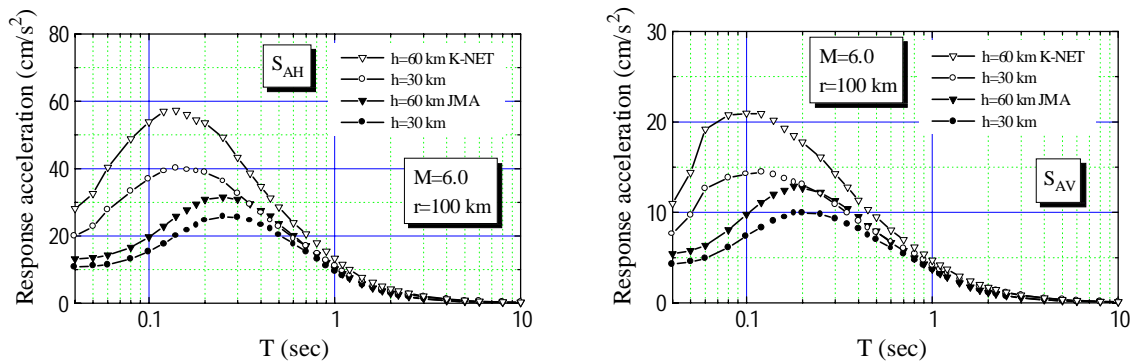 Response acceleration (cm/s²)
80
60
40
20
0
S_AH
h=60 km K-NET
h=30 km
h=60 km JMA
h=30 km
M=6.0
r=100 km
0.1
1
10
T (sec)
Response acceleration (cm/s²)
30
20
10
0
M=6.0
r=100 km
h=60 km K-NET
h=30 km
h=60 km JMA
h=30 km
S_AV
0.1
1
10
T (sec)